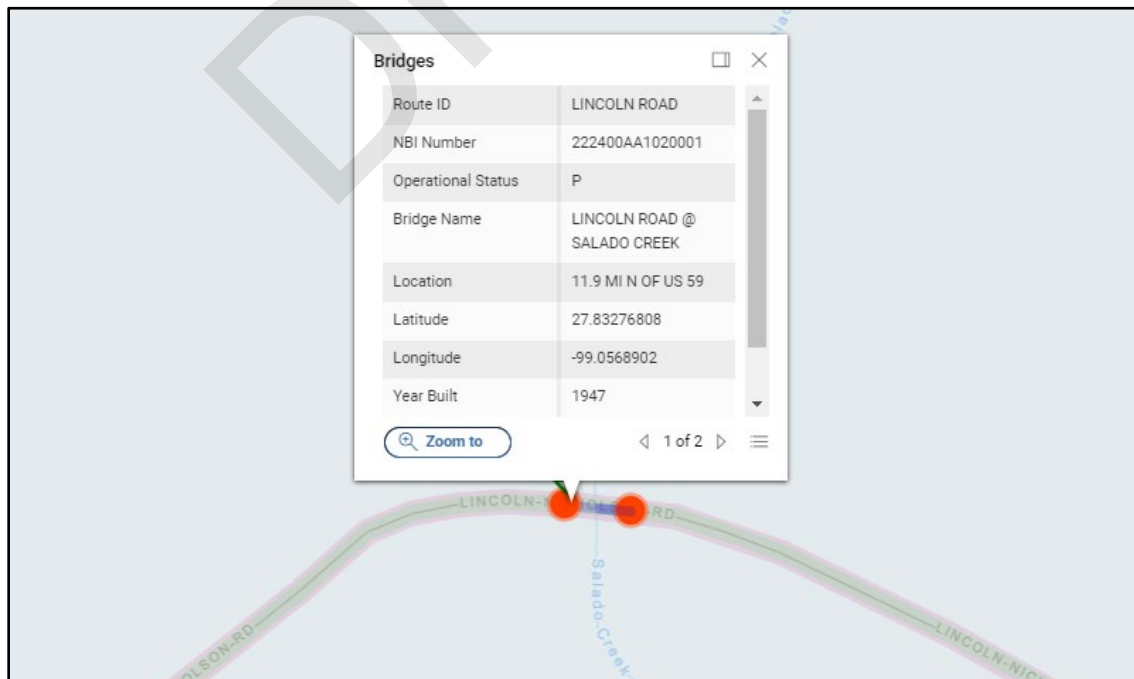 Bridges
Route ID LINCOLN ROAD
NBI Number 222400AA1020001
Operational Status P
Bridge Name LINCOLN ROAD @
SALADO CREEK
Location 11.9 MI N OF US 59
Latitude 27.83276808
Longitude -99.0568902
Year Built 1947
Zoom to 1 of 2
LINCOLN-N OLS RD
Salado Creek
OLSON-RD
LINCOLN-NIC